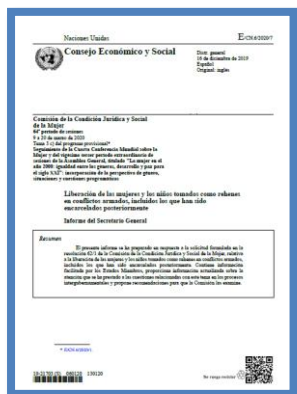 Naciones Unidas
E/CN.6/2020/7
Consejo Económico y Social
Distr. general
16 de diciembre de 2019
Español
Original: inglés
Comisión de la Condición Jurídica y Social
de la Mujer
64º período de sesiones
9 a 20 de marzo de 2020
Tema 3 c) del programa provisional*
Seguimiento de la Cuarta Conferencia Mundial sobre la
Mujer y del vigésimo tercer período extraordinario de
sesiones de la Asamblea General, titulado “La mujer en el
año 2000: igualdad entre los géneros, desarrollo y paz para
el siglo XXI”: incorporación de la perspectiva de género,
situaciones y cuestiones programáticas
Liberación de las mujeres y los niños tomados como rehenes
en conflictos armados, incluidos los que han sido
encarcelados posteriormente
Informe del Secretario General
Resumen
El presente informe se ha preparado en respuesta a la solicitud formulada en la
resolución 62/1 de la Comisión de la Condición Jurídica y Social de la Mujer, relativa
a la liberación de las mujeres y los niños tomados como rehenes en conflictos armados,
incluidos los que han sido encarcelados posteriormente. Contiene información
facilitada por los Estados Miembros, proporciona información actualizada sobre la
atención que se ha prestado a las cuestiones relacionadas con este tema en los procesos
intergubernamentales y propone recomendaciones para que la Comisión las examine.
* E/CN.6/2020/1.
19-21783 (S) 080120 130120